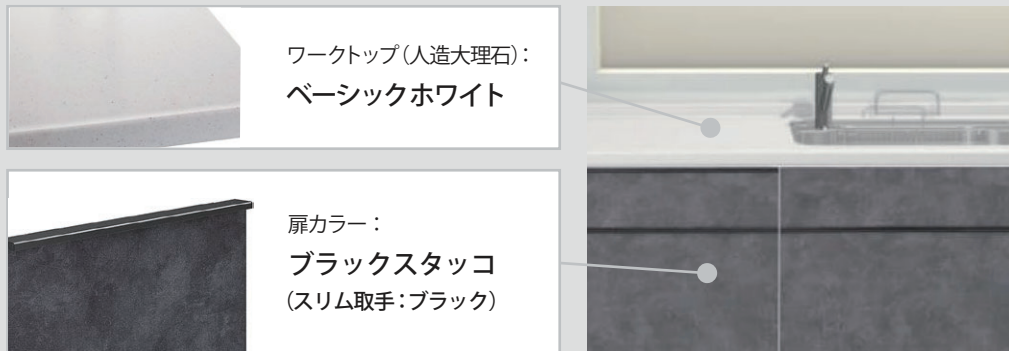 ワークトップ（人造大理石）：
ベーシックホワイト
扉カラー：
ブラックスタッコ
（スリム取手：ブラック）